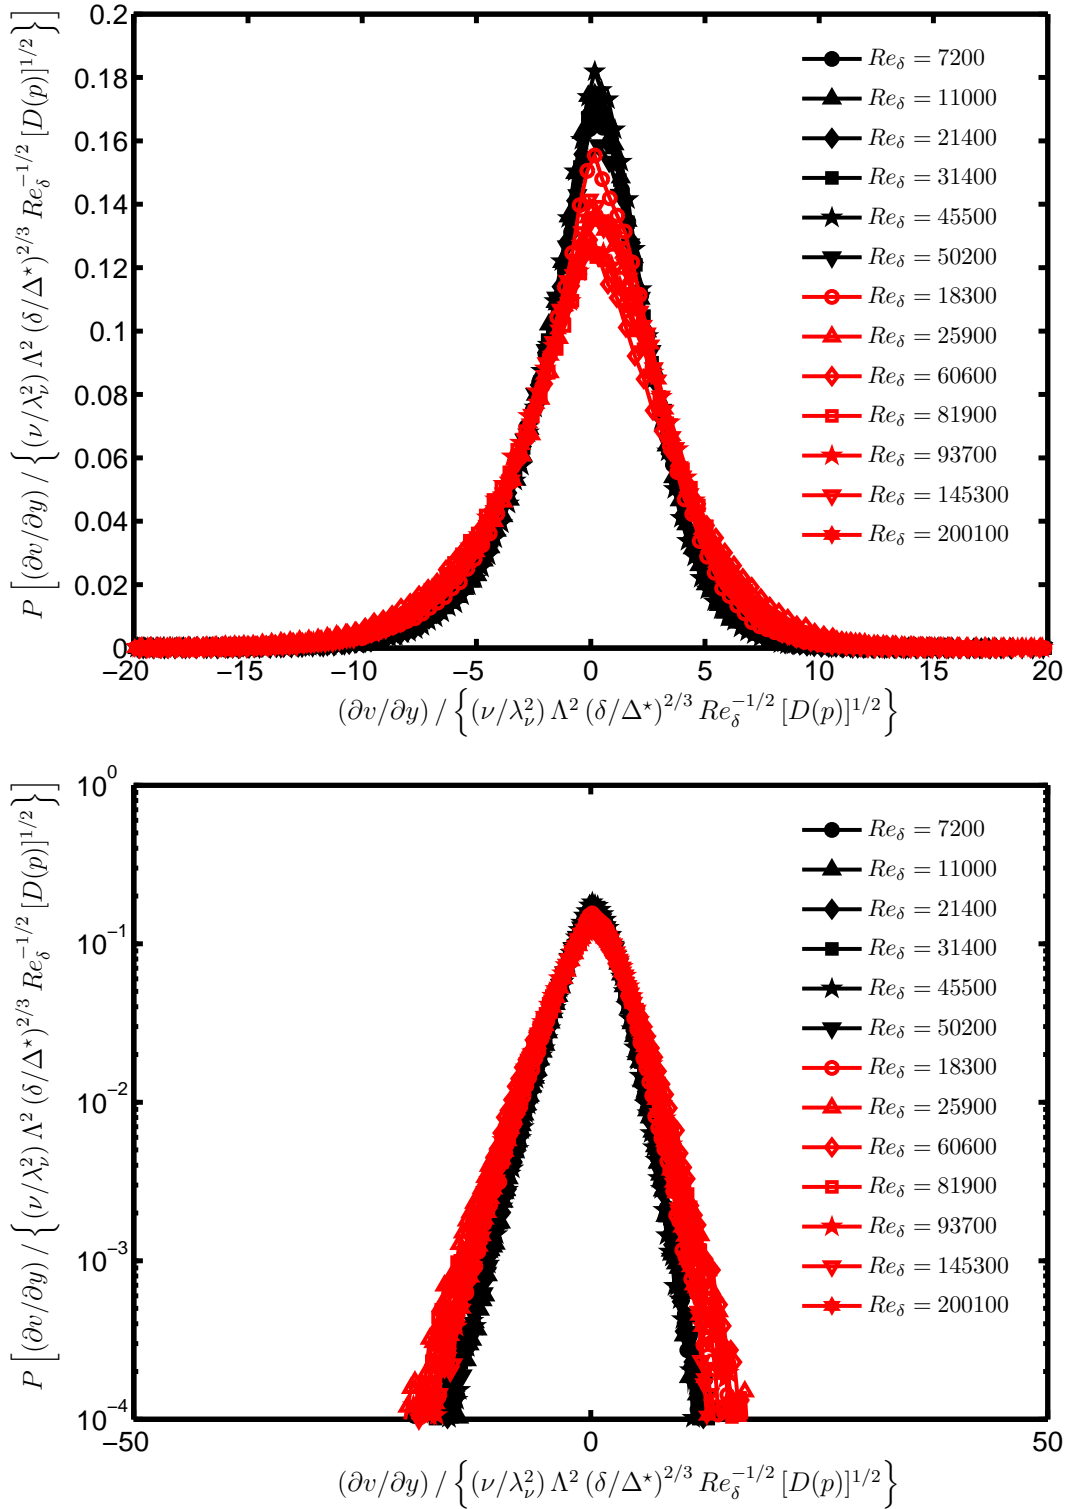 P [(∂v/∂y) / {(ν/λ_ν^2) Λ^2 (δ/Δ⋆)^{2/3} Re_δ^{-1/2} [D(p)]^{1/2}}]
0.2
0.18
0.16
0.14
0.12
0.1
0.08
0.06
0.04
0.02
0
Re_δ = 7200
Re_δ = 11000
Re_δ = 21400
Re_δ = 31400
Re_δ = 45500
Re_δ = 50200
Re_δ = 18300
Re_δ = 25900
Re_δ = 60600
Re_δ = 81900
Re_δ = 93700
Re_δ = 145300
Re_δ = 200100
−20 −15 −10 −5 0 5 10 15 20
(∂v/∂y) / {(ν/λ_ν^2) Λ^2 (δ/Δ⋆)^{2/3} Re_δ^{-1/2} [D(p)]^{1/2}}
P [(∂v/∂y) / {(ν/λ_ν^2) Λ^2 (δ/Δ⋆)^{2/3} Re_δ^{-1/2} [D(p)]^{1/2}}]
10^0
10^{−1}
10^{−2}
10^{−3}
10^{−4}
Re_δ = 7200
Re_δ = 11000
Re_δ = 21400
Re_δ = 31400
Re_δ = 45500
Re_δ = 50200
Re_δ = 18300
Re_δ = 25900
Re_δ = 60600
Re_δ = 81900
Re_δ = 93700
Re_δ = 145300
Re_δ = 200100
−50 0 50
(∂v/∂y) / {(ν/λ_ν^2) Λ^2 (δ/Δ⋆)^{2/3} Re_δ^{-1/2} [D(p)]^{1/2}}